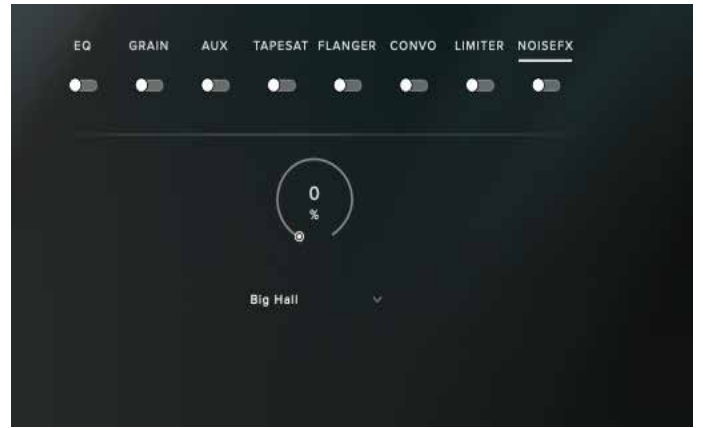 EQ GRAIN AUX TAPESAT FLANGER CONVO LIMITER NOISEFX
0
%
Big Hall